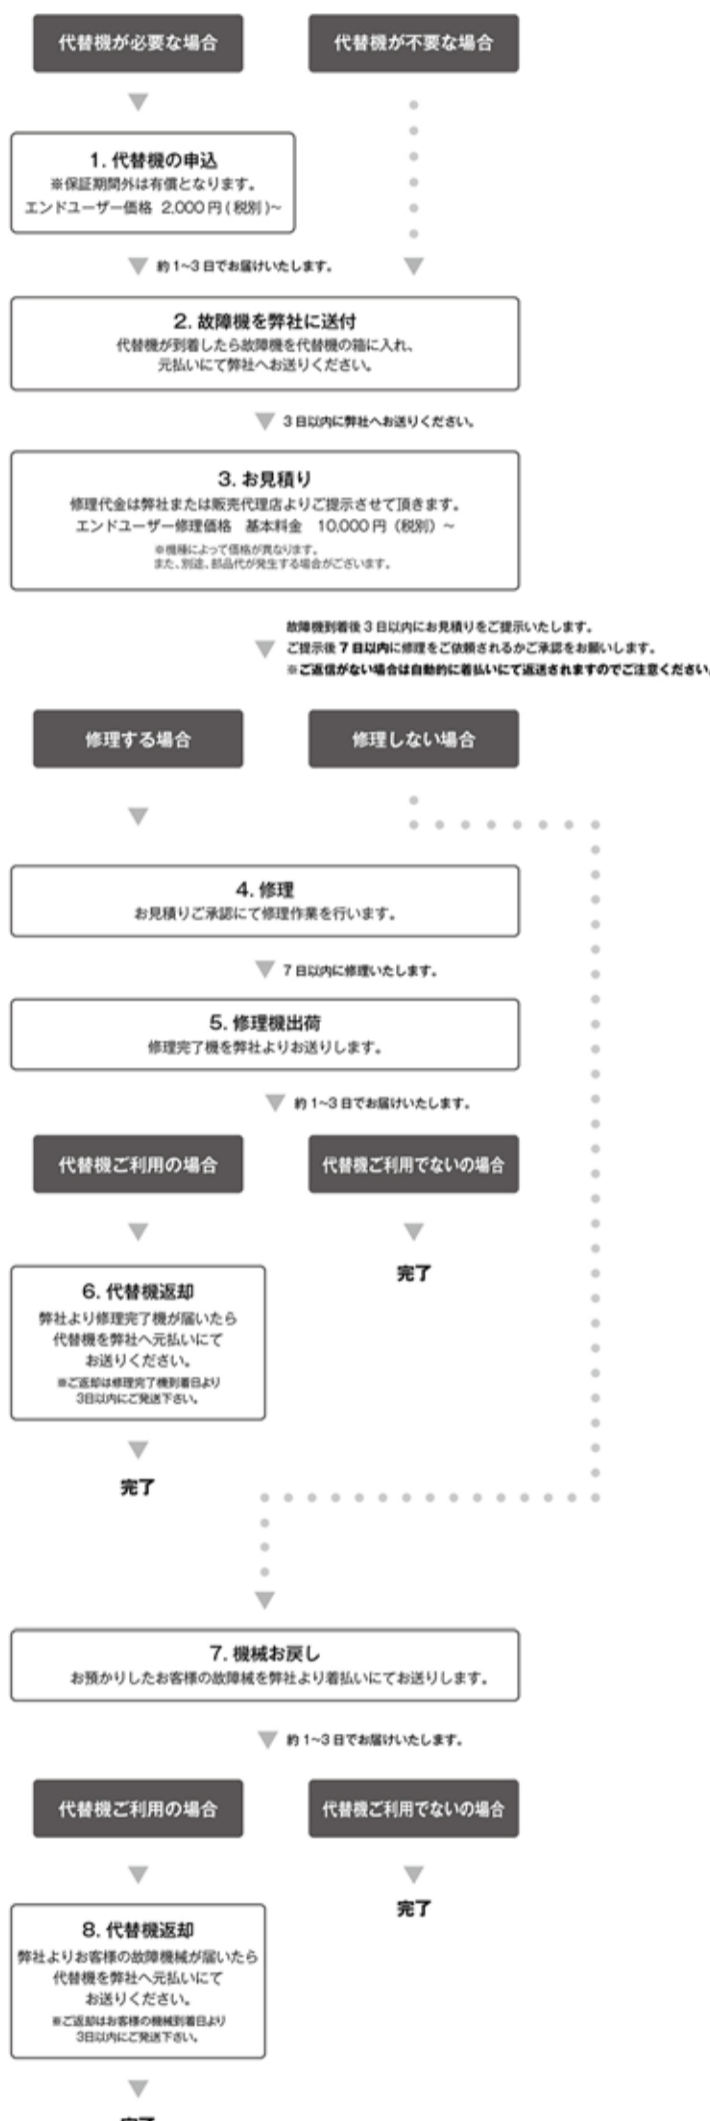 代替機が必要な場合
代替機が不要な場合
1. 代替機の申込
※保証期間外は有償となります。
エンドユーザー価格 2,000円(税別)~
約1~3日でお届けいたします。
2. 故障機を弊社に送付
代替機が到着したら故障機を代替機の箱に入れ、
元払いにて弊社へお送りください。
3日以内に弊社へお送りください。
3. お見積り
修理代金は弊社または販売代理店よりご提示させて頂きます。
エンドユーザー修理価格 基本料金 10,000円（税別）～
※機種によって価格が異なります。
また、別途、部品代が発生する場合がございます。
故障機到着後3日以内にお見積りをご提示いたします。
ご提示後7日以内に修理をご依頼されるかご承認をお願いします。
※ご返信がない場合は自動的に着払いにて返送されますのでご注意ください。
修理する場合
修理しない場合
4. 修理
お見積りご承認にて修理作業を行います。
7日以内に修理いたします。
5. 修理機出荷
修理完了機を弊社よりお送りします。
約1~3日でお届けいたします。
代替機ご利用の場合
代替機ご利用でないの場合
完了
6. 代替機返却
弊社より修理完了機が届いたら
代替機を弊社へ元払いにて
お送りください。
※ご返却は修理完了機到着日より
3日以内にご発送下さい。
完了
7. 機械お戻し
お預かりしたお客様の故障械を弊社より着払いにてお送りします。
約1~3日でお届けいたします。
代替機ご利用の場合
代替機ご利用でないの場合
完了
8. 代替機返却
弊社よりお客様の故障機械が届いたら
代替機を弊社へ元払いにて
お送りください。
※ご返却はお客様の機械到着日より
3日以内にご発送下さい。